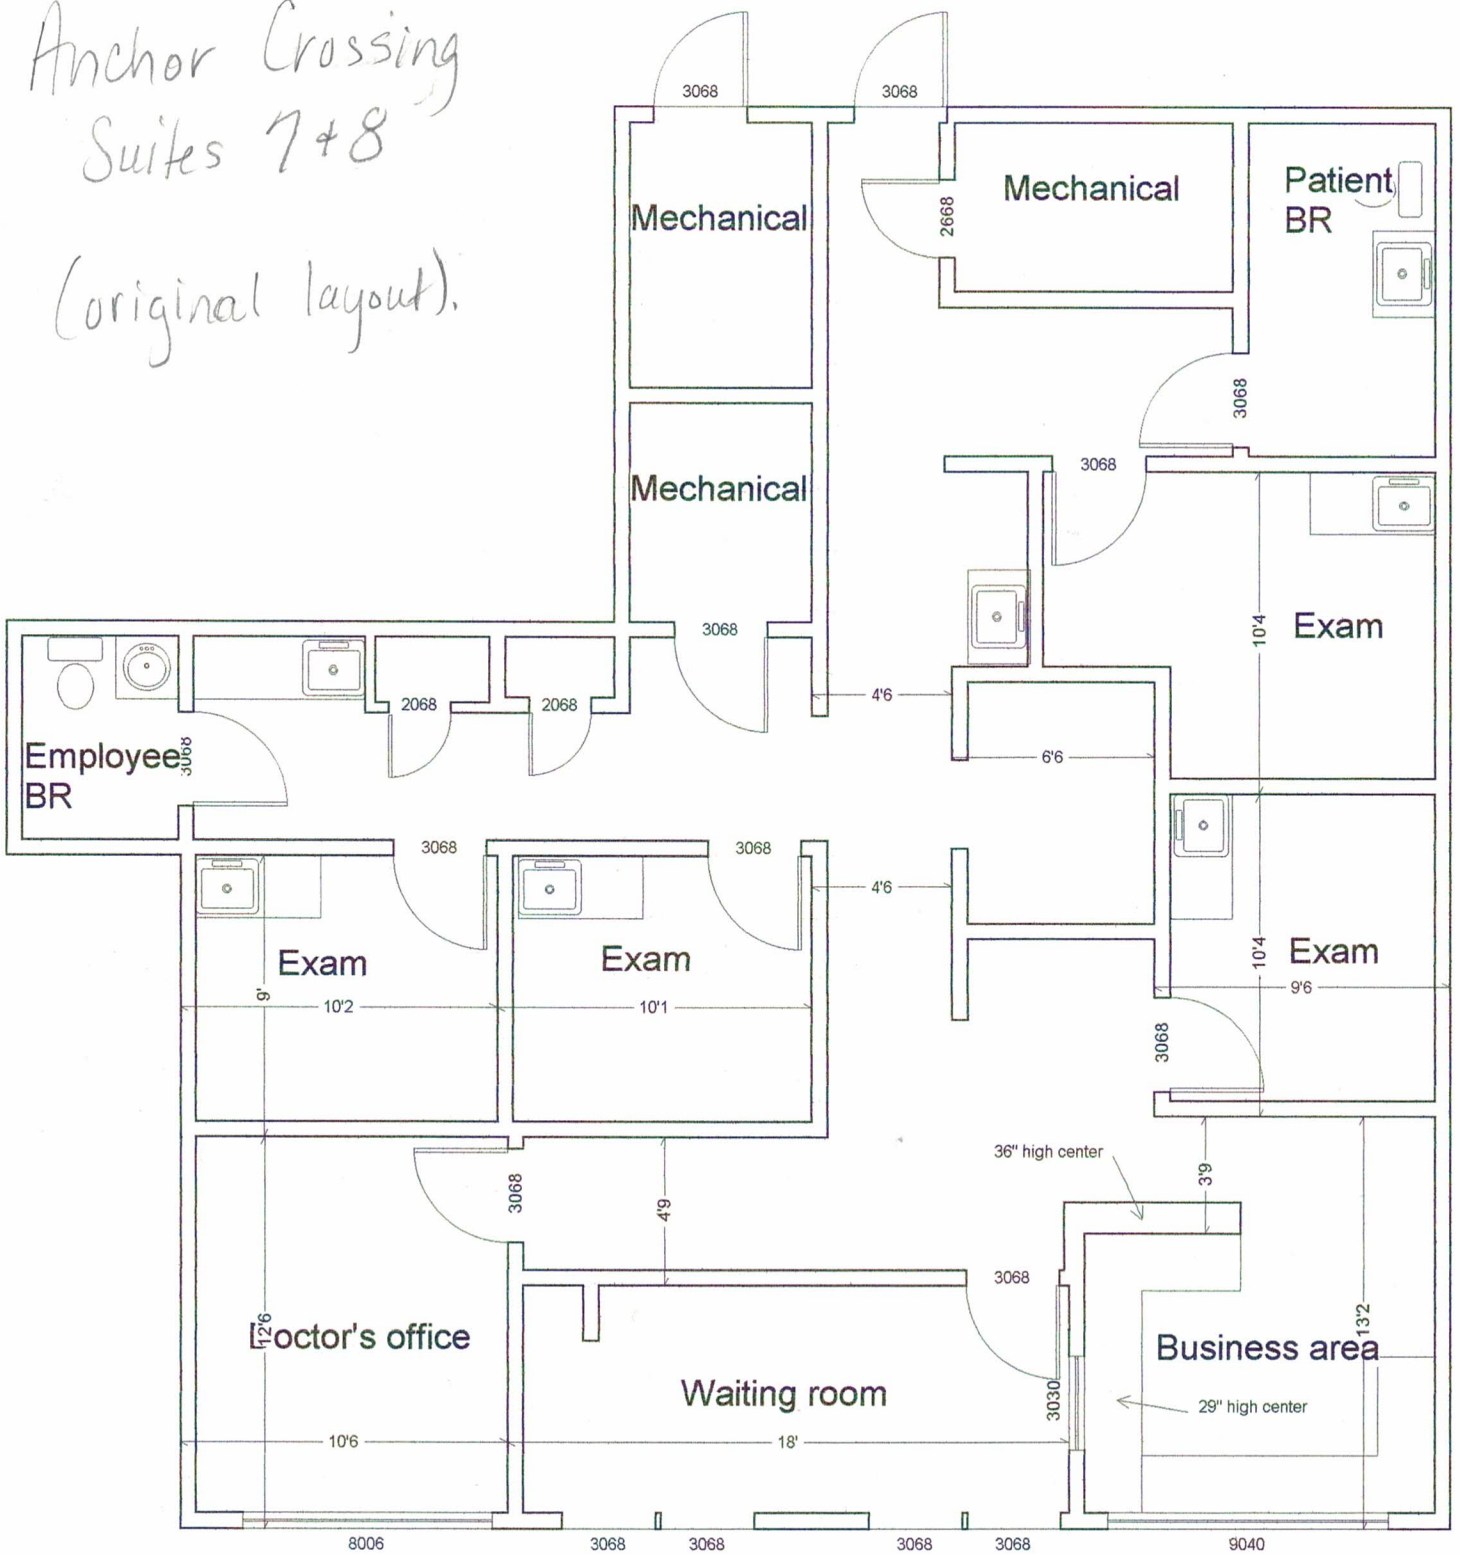 Anchor Crossing
Suites 7+8
(original layout).
3068
3068
Mechanical
Mechanical
2668
Patient
BR
3068
3068
Mechanical
10'4
Exam
3068
4'6
2068
2068
6'6
Employee
BR
3068
3068
3068
4'6
Exam
9'
10'2
Exam
10'1
10'4
Exam
9'6
3068
36" high center
3'9
3068
4'9
3068
12'6
Doctor's office
13'2
Business area
Waiting room
3030
29" high center
10'6
18'
8006
3068
3068
3068
3068
9040